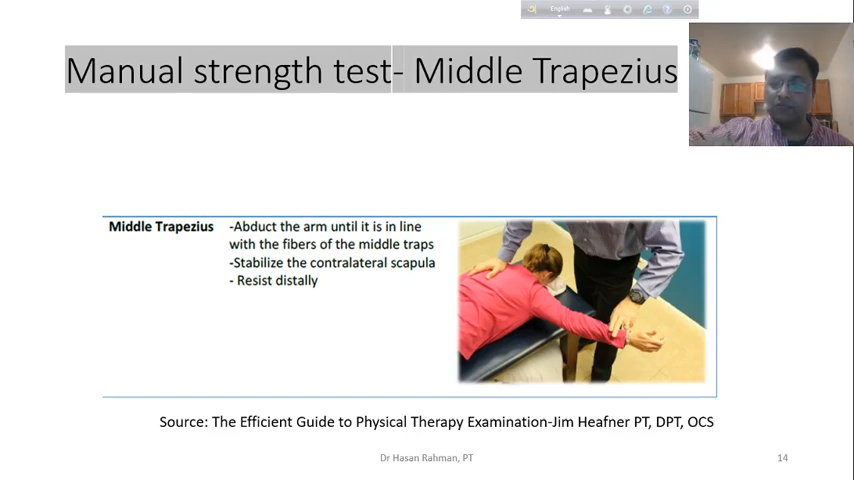 English
Manual strength test- Middle Trapezius
Middle Trapezius
-Abduct the arm until it is in line
with the fibers of the middle traps
-Stabilize the contralateral scapula
- Resist distally
Source: The Efficient Guide to Physical Therapy Examination-Jim Heafner PT, DPT, OCS
Dr Hasan Rahman, PT
14